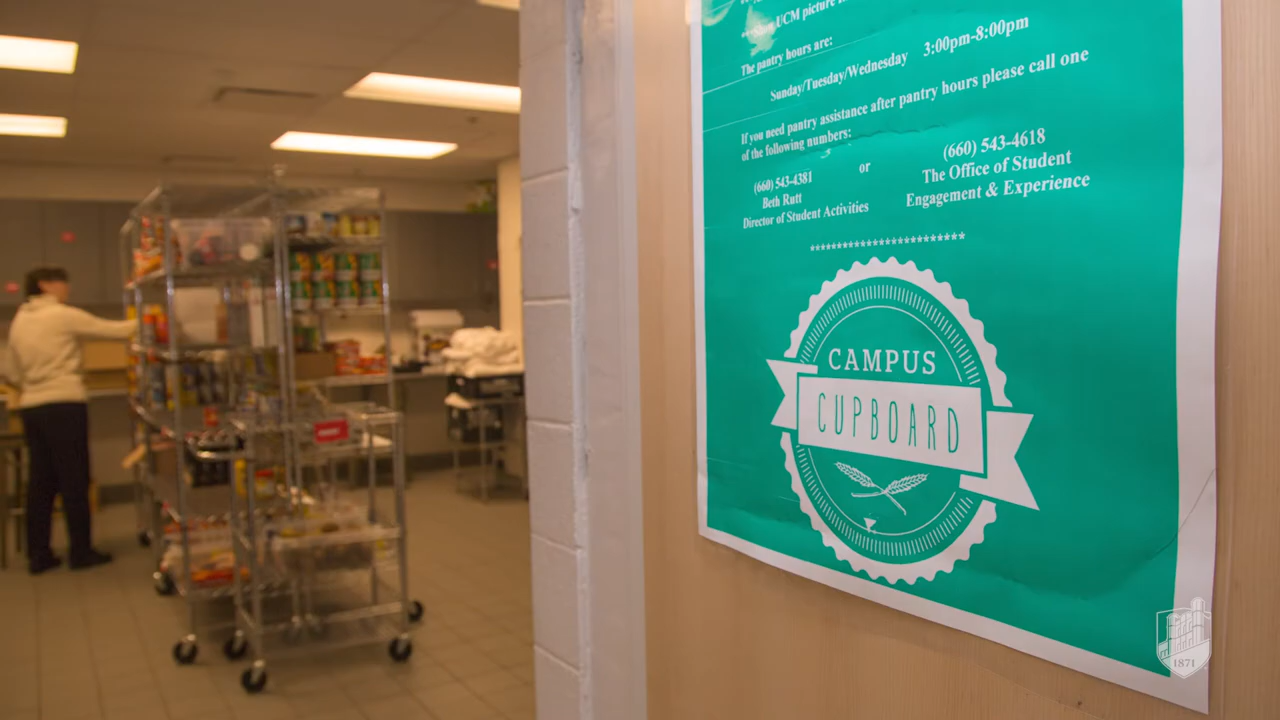 UCM picture
The pantry hours are:
Sunday/Tuesday/Wednesday 3:00pm-8:00pm
If you need pantry assistance after pantry hours please call one
of the following numbers:
(660) 543-4381 or (660) 543-4618
Beth Rutt The Office of Student
Director of Student Activities Engagement & Experience
************************
CAMPUS
CUPBOARD
1871